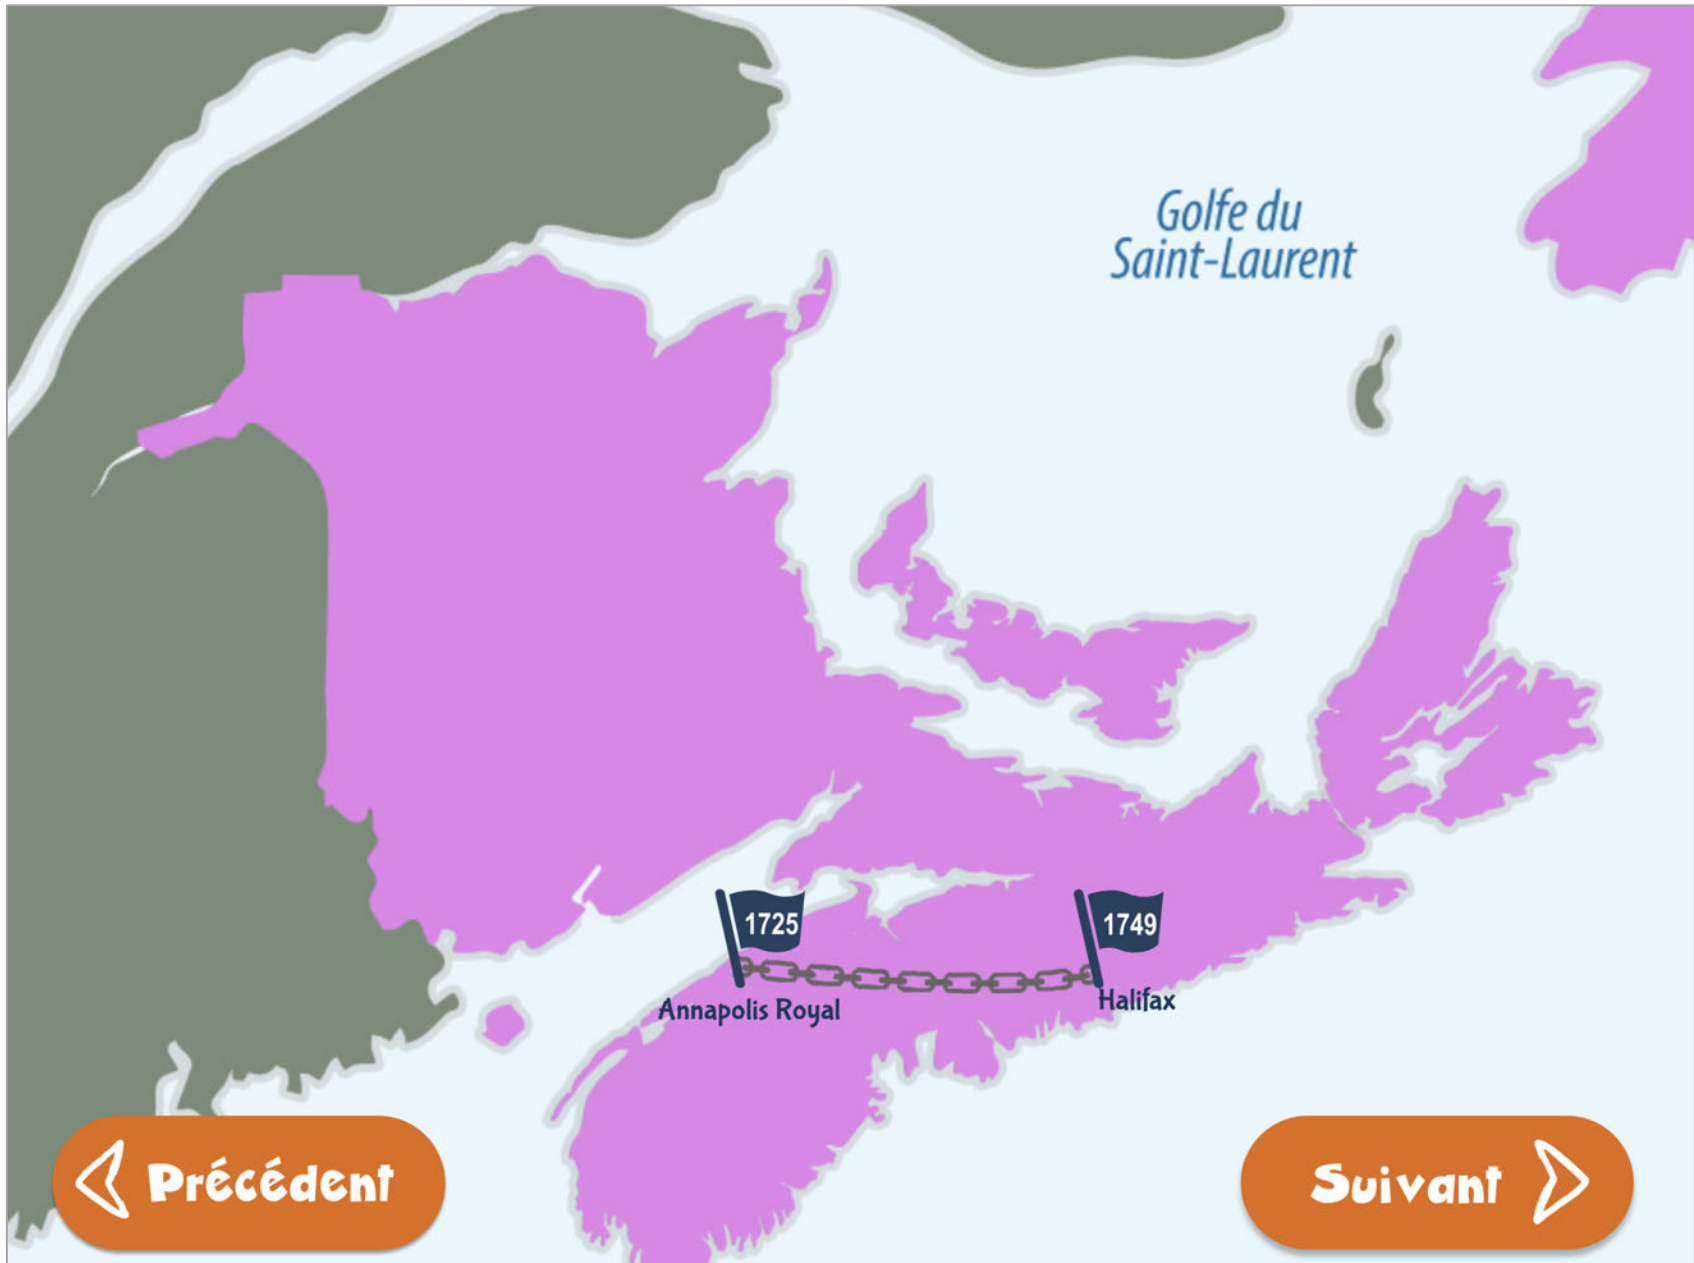 Golfe du
Saint-Laurent
1725
1749
Annapolis Royal
Halifax
Précédent
Suivant